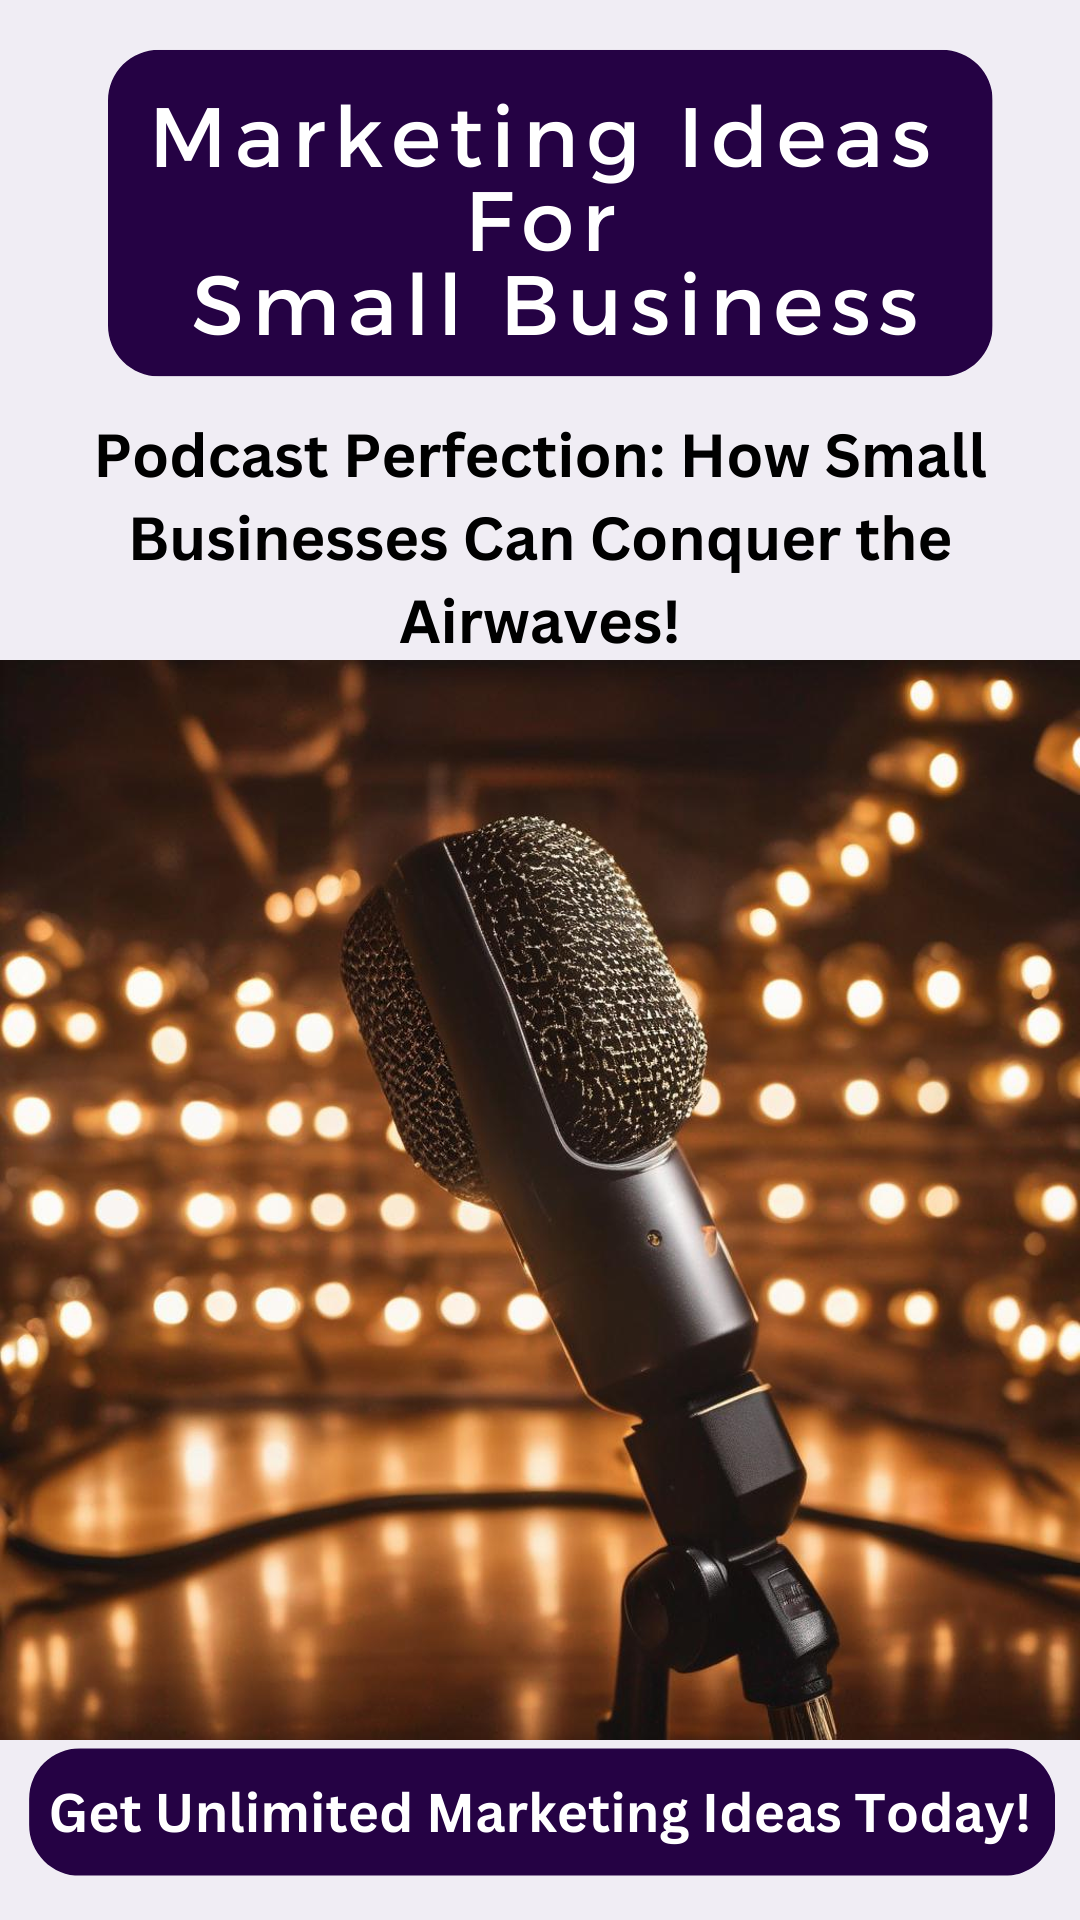 Marketing Ideas
For
Small Business
Podcast Perfection: How Small
Businesses Can Conquer the
Airwaves!
Get Unlimited Marketing Ideas Today!